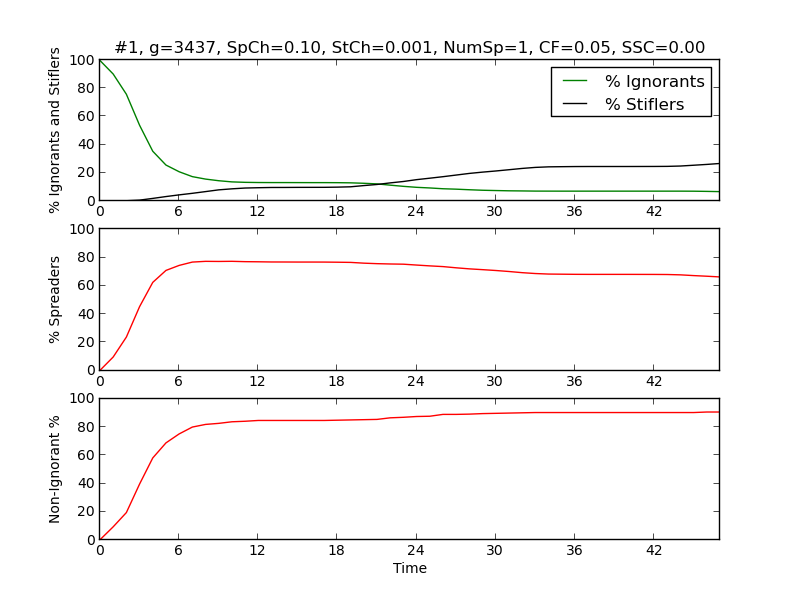 #1, g=3437, SpCh=0.10, StCh=0.001, NumSp=1, CF=0.05, SSC=0.00
% Ignorants and Stiflers
100
80
60
40
20
0
% Ignorants
% Stiflers
0 6 12 18 24 30 36 42
% Spreaders
100
80
60
40
20
0
0 6 12 18 24 30 36 42
Non-Ignorant %
100
80
60
40
20
0
0 6 12 18 24 30 36 42
Time